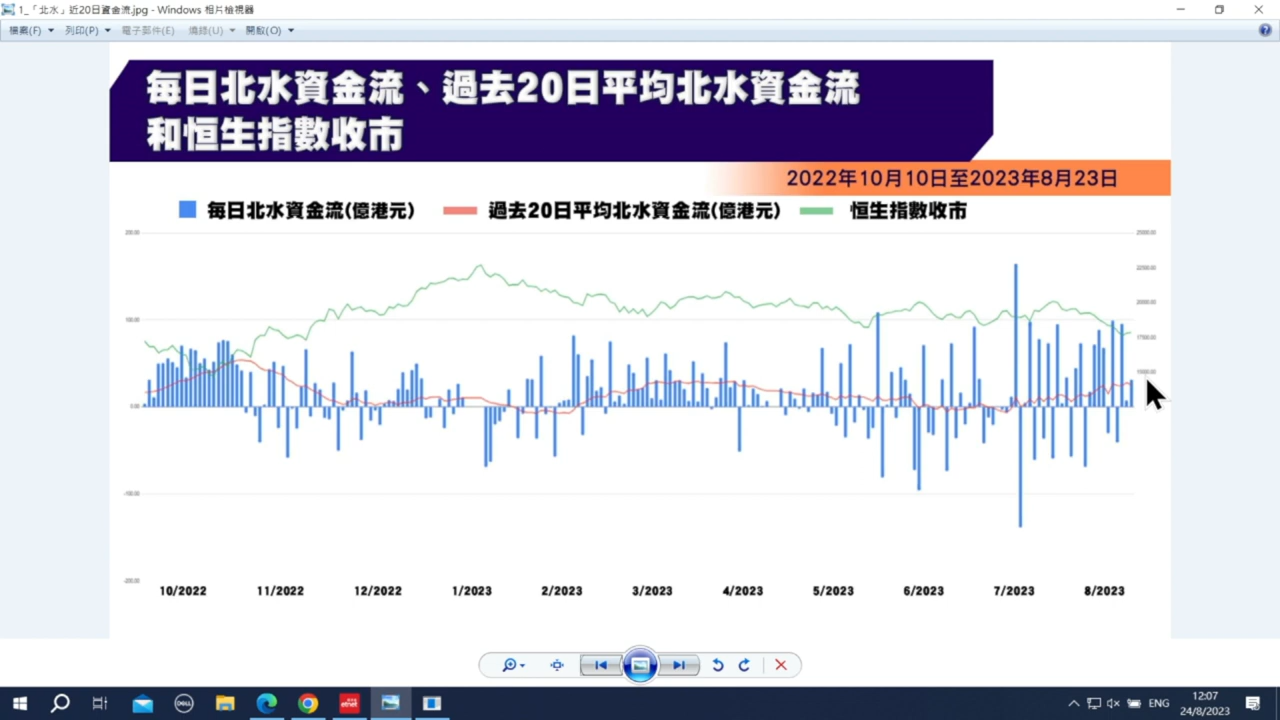 1_「北水」近20日資金流.jpg - Windows 相片檢視器
檔案(F) 列印(P) 電子郵件(E) 燒錄(U) 開啟(O)
每日北水資金流、過去20日平均北水資金流
和恒生指數收市
2022年10月10日至2023年8月23日
每日北水資金流(億港元) 過去20日平均北水資金流(億港元) 恒生指數收市
200.00 25000.00
22500.00
20000.00
100.00
17500.00
15000.00
0.00
-100.00
-200.00
10/2022 11/2022 12/2022 1/2023 2/2023 3/2023 4/2023 5/2023 6/2023 7/2023 8/2023
DELL
etnet
ENG
12:07
24/8/2023